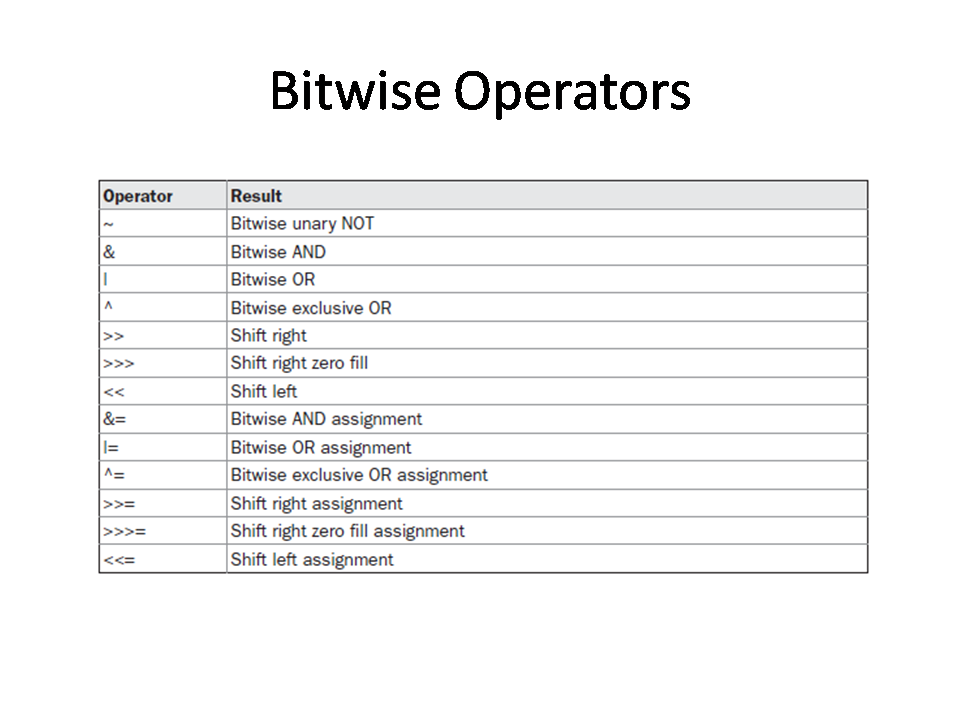 Bitwise Operators
Operator Result
~ Bitwise unary NOT
& Bitwise AND
| Bitwise OR
^ Bitwise exclusive OR
>> Shift right
>>> Shift right zero fill
<< Shift left
&= Bitwise AND assignment
|= Bitwise OR assignment
^= Bitwise exclusive OR assignment
>>= Shift right assignment
>>>= Shift right zero fill assignment
<<= Shift left assignment